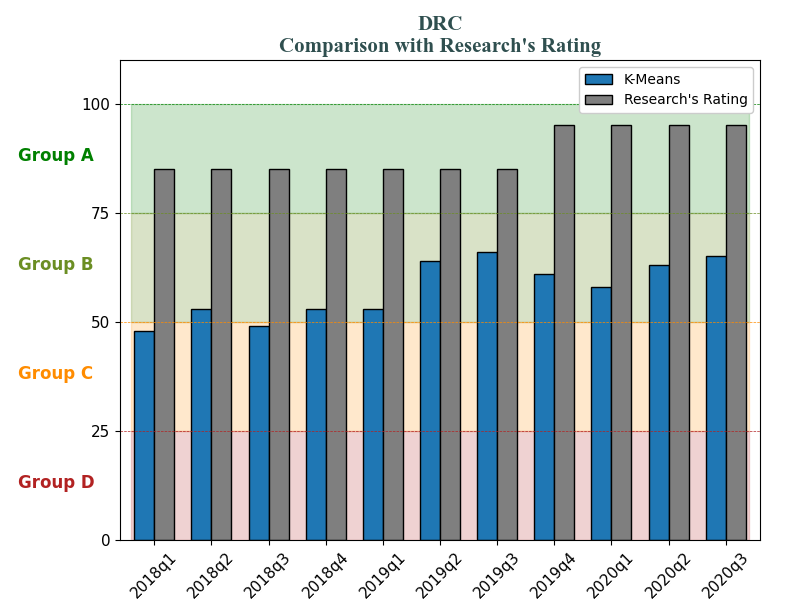 DRC
Comparison with Research's Rating
K-Means
Research's Rating
100
Group A
75
Group B
50
Group C
25
Group D
0
2018q1
2018q2
2018q3
2018q4
2019q1
2019q2
2019q3
2019q4
2020q1
2020q2
2020q3